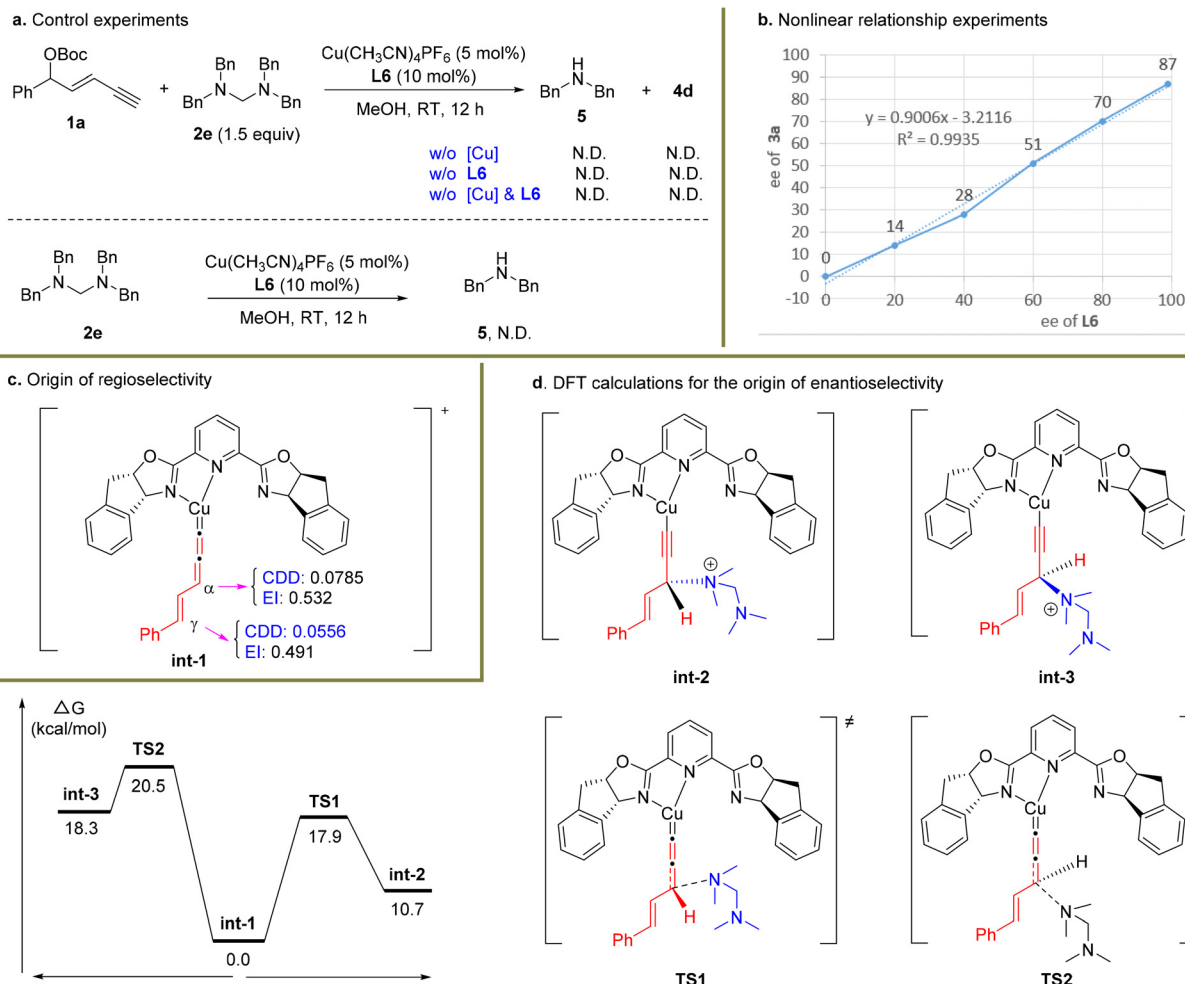 a. Control experiments
OBoc
Ph
1a
+
Bn Bn
N N
Bn Bn
2e (1.5 equiv)
Cu(CH3CN)4PF6 (5 mol%)
L6 (10 mol%)
MeOH, RT, 12 h
H
N
Bn Bn
5
+ 4d
w/o [Cu] N.D. N.D.
w/o L6 N.D. N.D.
w/o [Cu] & L6 N.D. N.D.
Bn Bn
N N
Bn Bn
2e
Cu(CH3CN)4PF6 (5 mol%)
L6 (10 mol%)
MeOH, RT, 12 h
H
N
Bn Bn
5, N.D.
b. Nonlinear relationship experiments
ee of 3a
100
90
80
70
60
50
40
30
20
10
0
-10
y = 0.9006x - 3.2116
R² = 0.9935
0
14
28
51
70
87
0 20 40 60 80 100
ee of L6
c. Origin of regioselectivity
+
O N O
N N
Cu
α
CDD: 0.0785
EI: 0.532
Ph γ
CDD: 0.0556
EI: 0.491
int-1
d. DFT calculations for the origin of enantioselectivity
O N O
N N
Cu
+
N
H
N
Ph
int-2
O N O
N N
Cu
H
N
+
Ph
N
int-3
△G
(kcal/mol)
int-3
18.3
TS2
20.5
int-1
0.0
TS1
17.9
int-2
10.7
≠
O N O
N N
Cu
N
H
N
Ph
TS1
O N O
N N
Cu
H
N
Ph
N
TS2